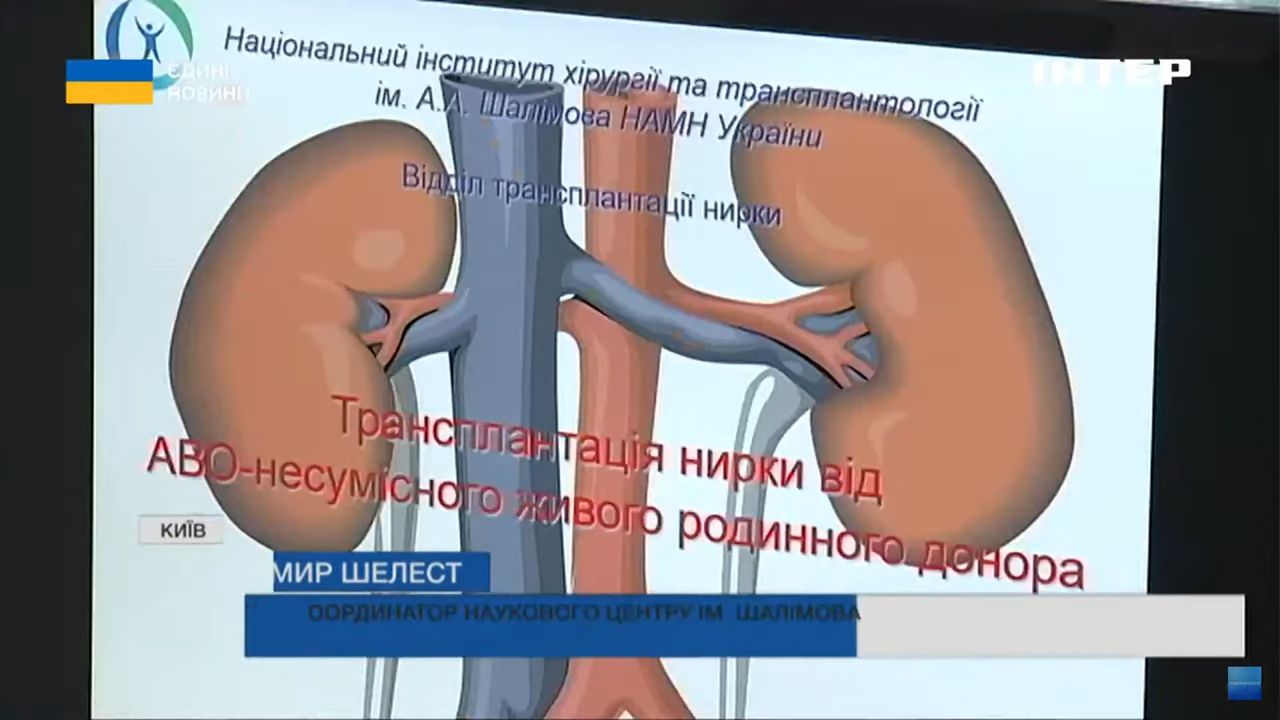 Національний інститут хірургії та трансплантології
ім. А.А. Шалімова НАМН України
Відділ трансплантації нирки
ЄДИНІ
НОВИНИ
ІНТЕР
Трансплантація нирки від
АВО-несумісного живого родинного донора
КИЇВ
МИР ШЕЛЕСТ
ООРДИНАТОР НАУКОВОГО ЦЕНТРУ ІМ ШАЛІМОВА